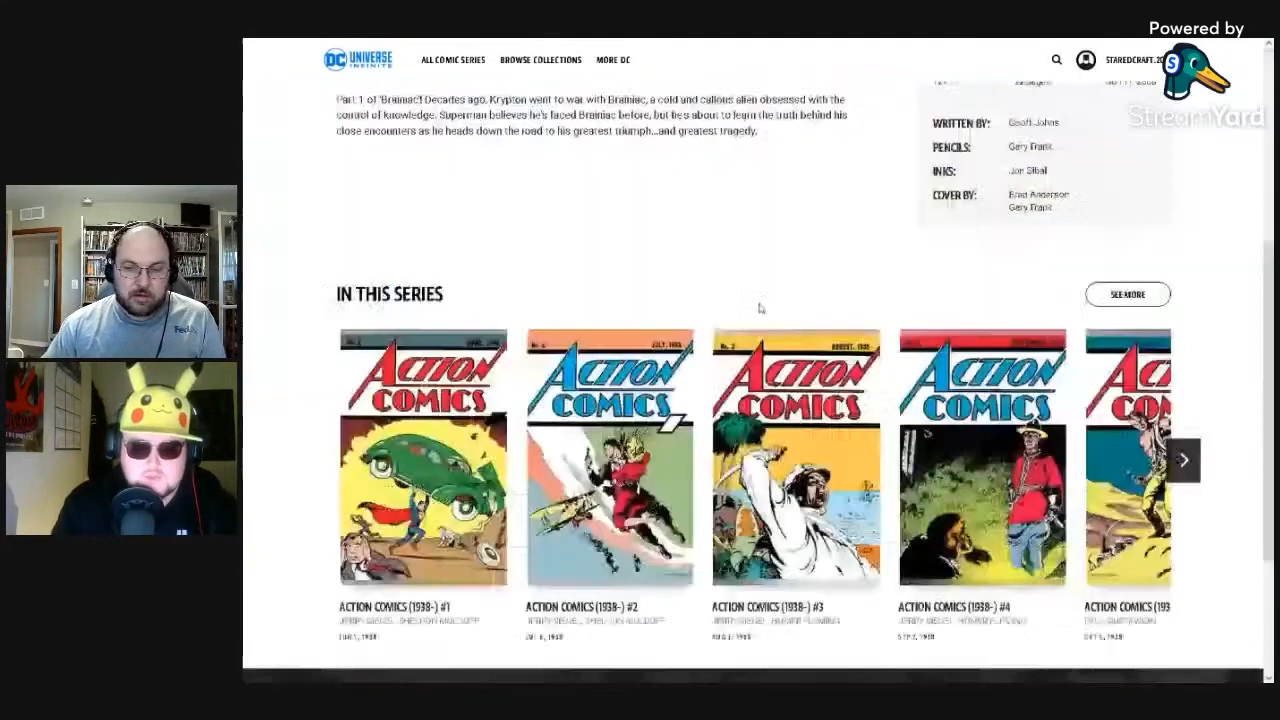 Powered by
StreamYard
DC UNIVERSE INFINITE ALL COMIC SERIES BROWSE COLLECTIONS MORE DC
Part 1 of 'Brainiac'! Decades ago, Krypton went to war with Brainiac, a cold and callous alien obsessed with the
control of knowledge. Superman believes he's faced Brainiac before, but he's about to learn the truth behind his
close encounters as he heads down the road to his greatest triumph...and greatest tragedy.
WRITTEN BY: Geoff Johns
PENCILS: Gary Frank
INKS: Jon Sibal
COVER BY: Brad Anderson
Gary Frank
IN THIS SERIES
SEE MORE
ACTION COMICS
ACTION COMICS
ACTION COMICS
ACTION COMICS
FedEx
ACTION COMICS (1938-) #1
ACTION COMICS (1938-) #2
ACTION COMICS (1938-) #3
ACTION COMICS (1938-) #4
ACTION COMICS (193